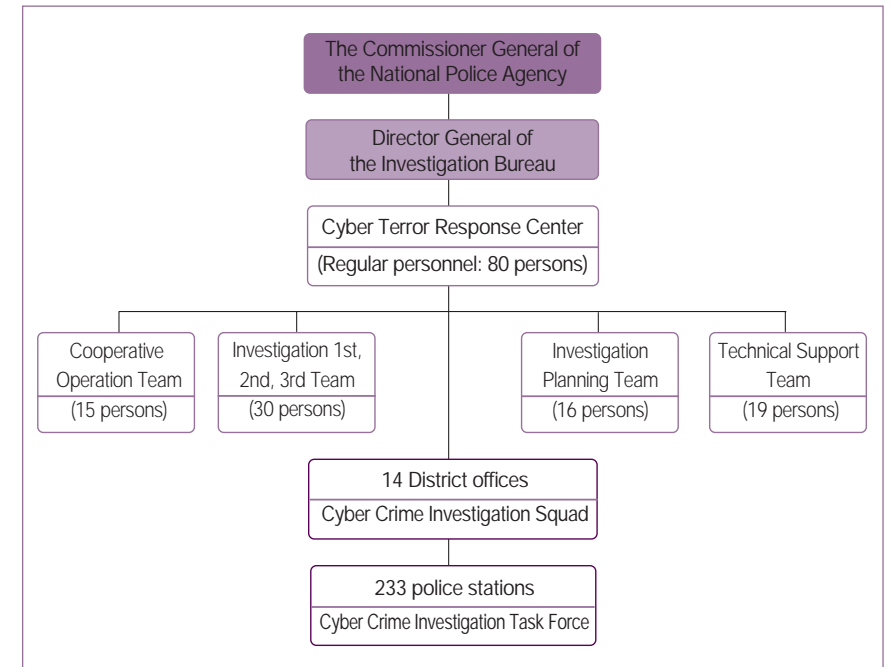 The Commissioner General of
the National Police Agency
Director General of
the Investigation Bureau
Cyber Terror Response Center
(Regular personnel: 80 persons)
Cooperative
Operation Team
(15 persons)
Investigation 1st,
2nd, 3rd Team
(30 persons)
Investigation
Planning Team
(16 persons)
Technical Support
Team
(19 persons)
14 District offices
Cyber Crime Investigation Squad
233 police stations
Cyber Crime Investigation Task Force